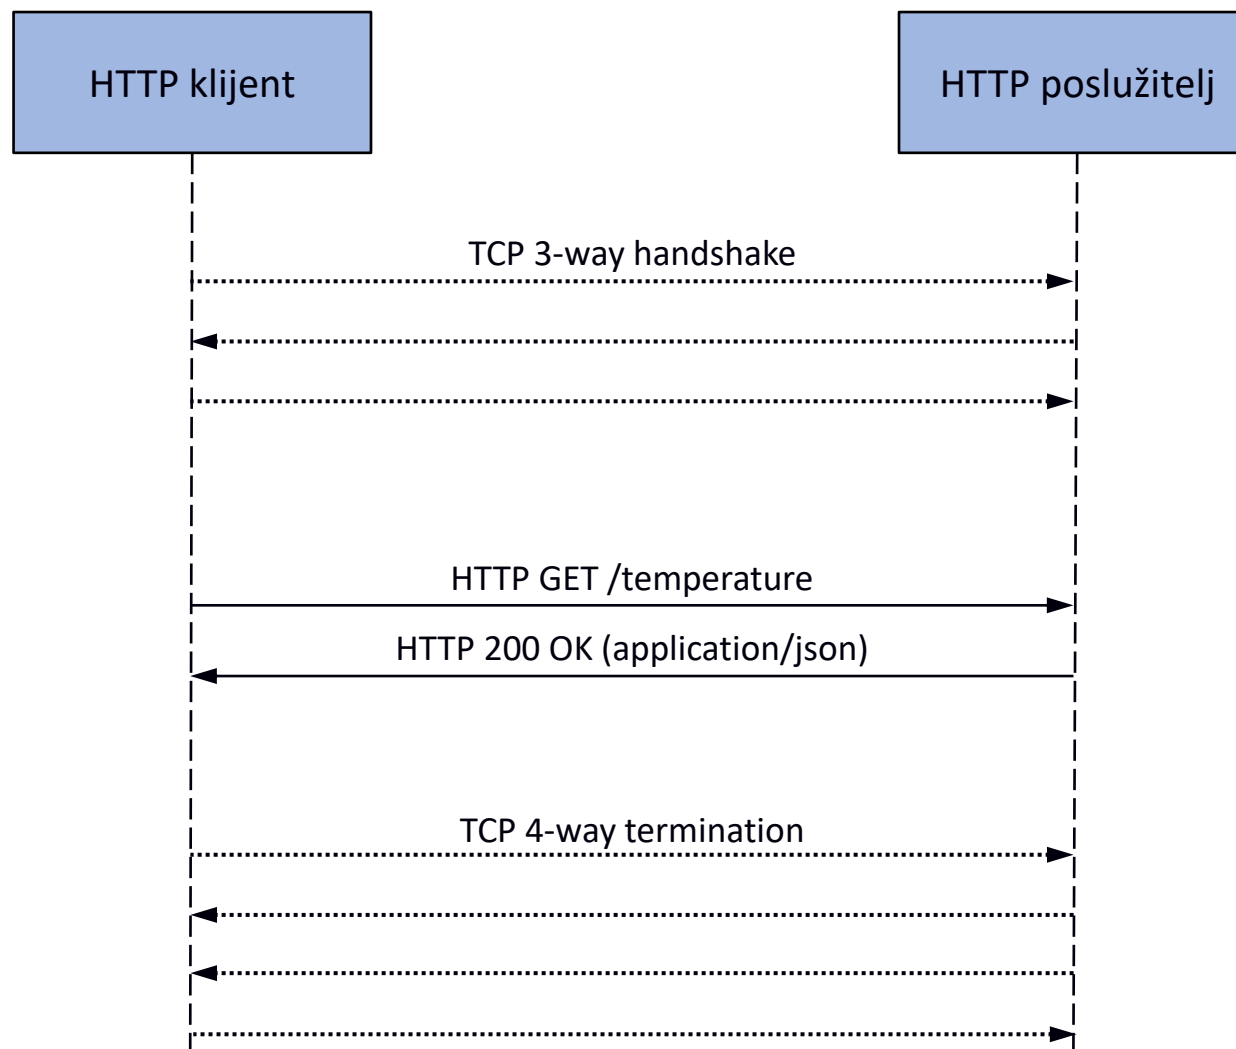 HTTP klijent
HTTP poslužitelj
TCP 3-way handshake
HTTP GET /temperature
HTTP 200 OK (application/json)
TCP 4-way termination